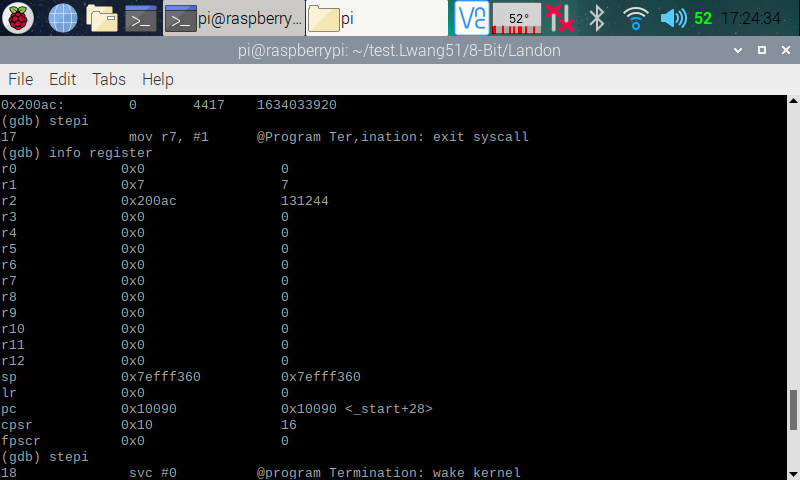 pi@raspberry... pi 52° 52 17:24:34
pi@raspberrypi: ~/test.Lwang51/8-Bit/Landon
File Edit Tabs Help
0x200ac: 0 4417 1634033920
(gdb) stepi
17 mov r7, #1 @Program Ter,ination: exit syscall
(gdb) info register
r0 0x0 0
r1 0x7 7
r2 0x200ac 131244
r3 0x0 0
r4 0x0 0
r5 0x0 0
r6 0x0 0
r7 0x0 0
r8 0x0 0
r9 0x0 0
r10 0x0 0
r11 0x0 0
r12 0x0 0
sp 0x7efff360 0x7efff360
lr 0x0 0
pc 0x10090 0x10090 <_start+28>
cpsr 0x10 16
fpscr 0x0 0
(gdb) stepi
18 svc #0 @program Termination: wake kernel